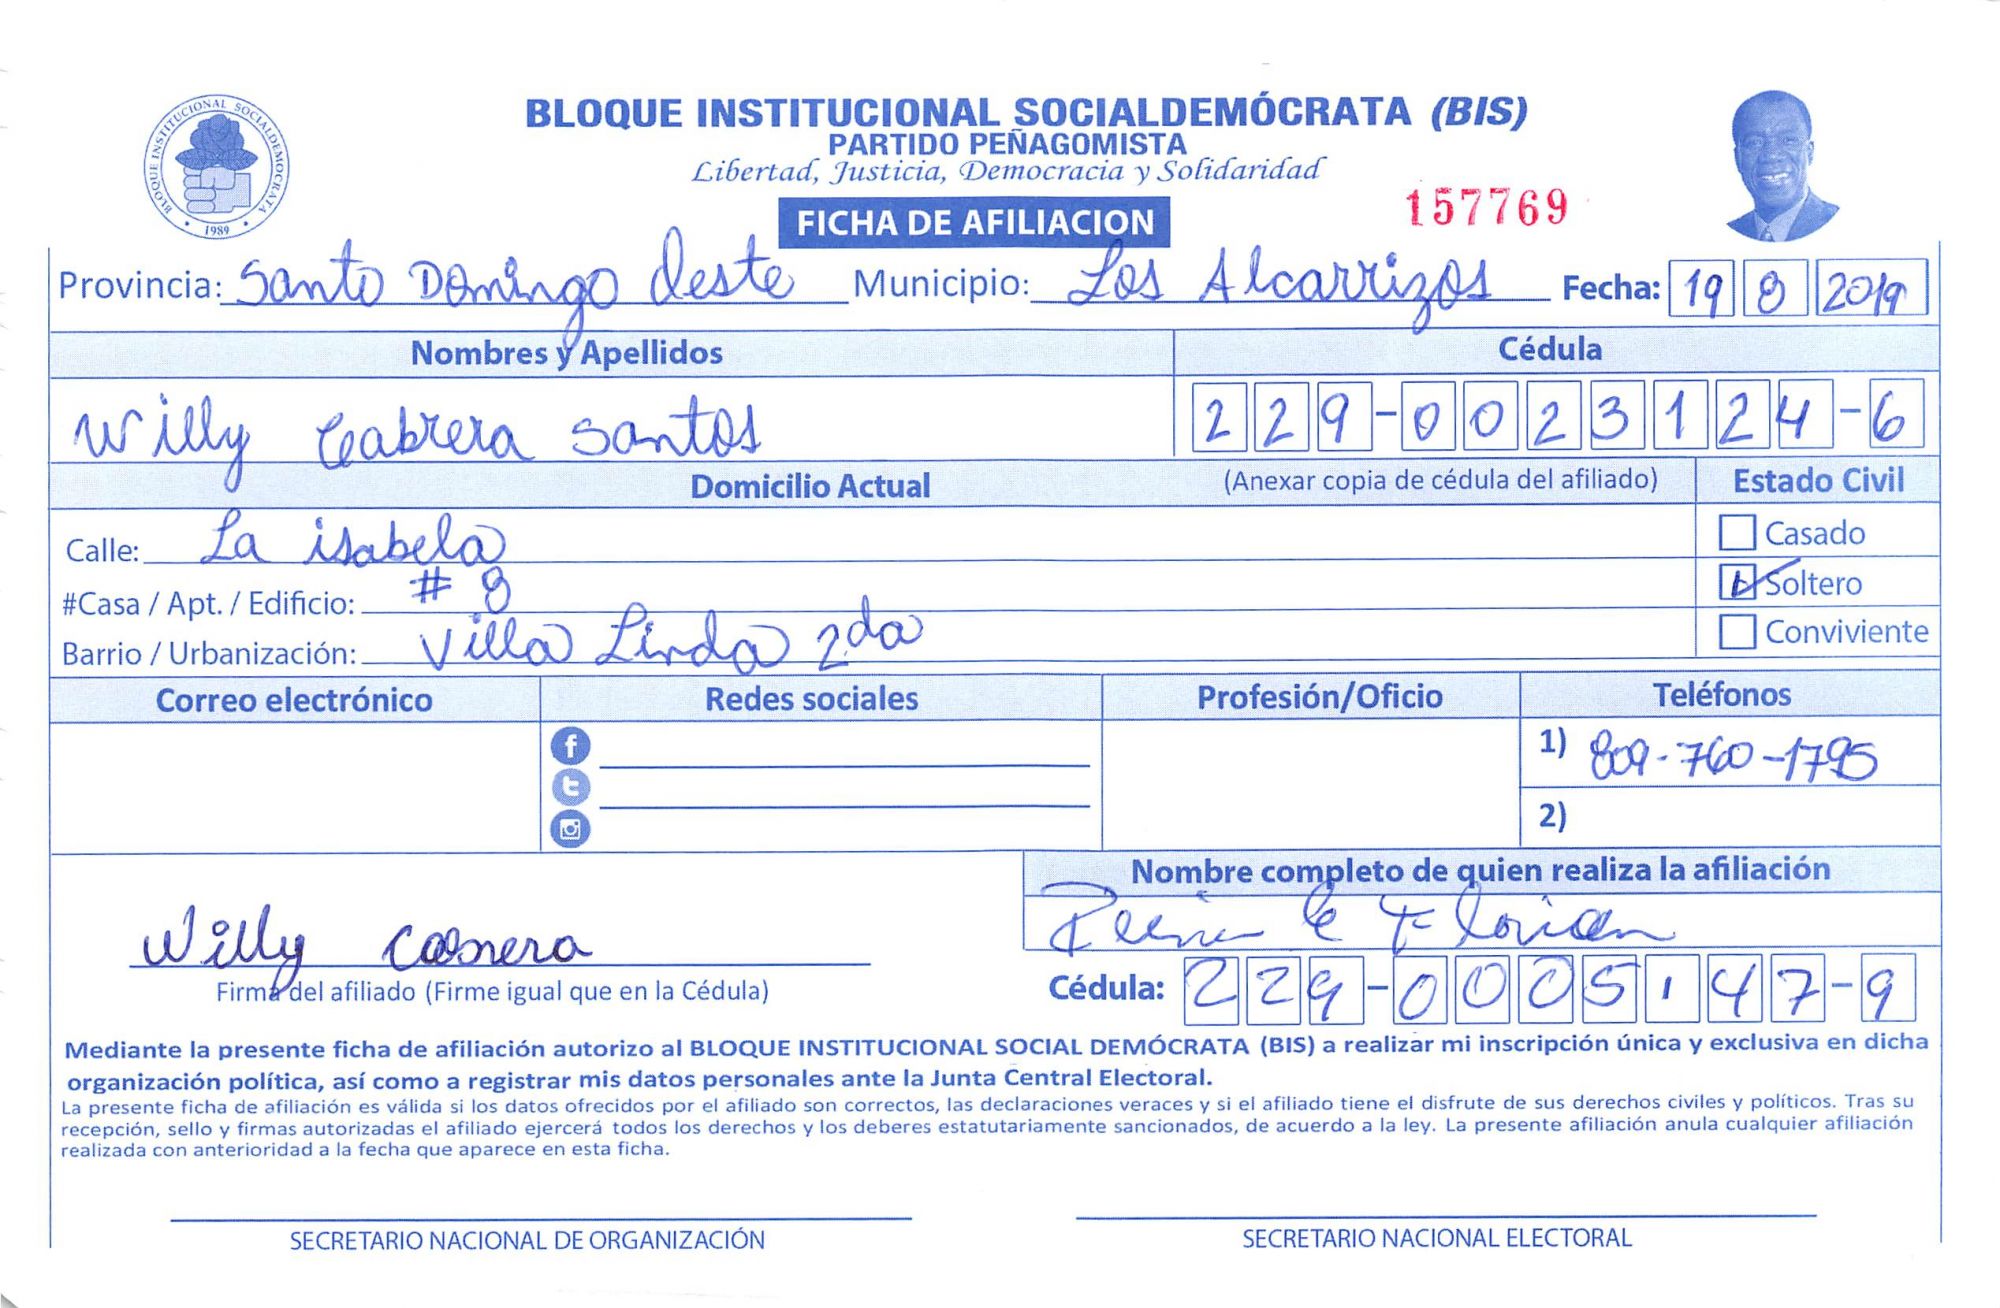 BLOQUE INSTITUCIONAL SOCIALDEMOCRATA
1989
BLOQUE INSTITUCIONAL SOCIALDEMÓCRATA (BIS)
PARTIDO PEÑAGOMISTA
Libertad, Justicia, Democracia y Solidaridad
FICHA DE AFILIACION
157769
Provincia: Santo Domingo Oeste Municipio: Los Alcarrizos Fecha: 19 8 2019
Nombres y Apellidos Cédula
Willy Cabrera Santos 229-0023124-6
Domicilio Actual (Anexar copia de cédula del afiliado) Estado Civil
Calle: La isabela Casado
#Casa / Apt. / Edificio: # 8 Soltero
Barrio / Urbanización: Villa Linda 2da Conviviente
Correo electrónico Redes sociales Profesión/Oficio Teléfonos
1) 809-760-1795
2)
Nombre completo de quien realiza la afiliación
Florian
Willy Cabrera
Firma del afiliado (Firme igual que en la Cédula) Cédula: 229-0005147-9
Mediante la presente ficha de afiliación autorizo al BLOQUE INSTITUCIONAL SOCIAL DEMÓCRATA (BIS) a realizar mi inscripción única y exclusiva en dicha
organización política, así como a registrar mis datos personales ante la Junta Central Electoral.
La presente ficha de afiliación es válida si los datos ofrecidos por el afiliado son correctos, las declaraciones veraces y si el afiliado tiene el disfrute de sus derechos civiles y políticos. Tras su
recepción, sello y firmas autorizadas el afiliado ejercerá todos los derechos y los deberes estatutariamente sancionados, de acuerdo a la ley. La presente afiliación anula cualquier afiliación
realizada con anterioridad a la fecha que aparece en esta ficha.
SECRETARIO NACIONAL DE ORGANIZACIÓN SECRETARIO NACIONAL ELECTORAL